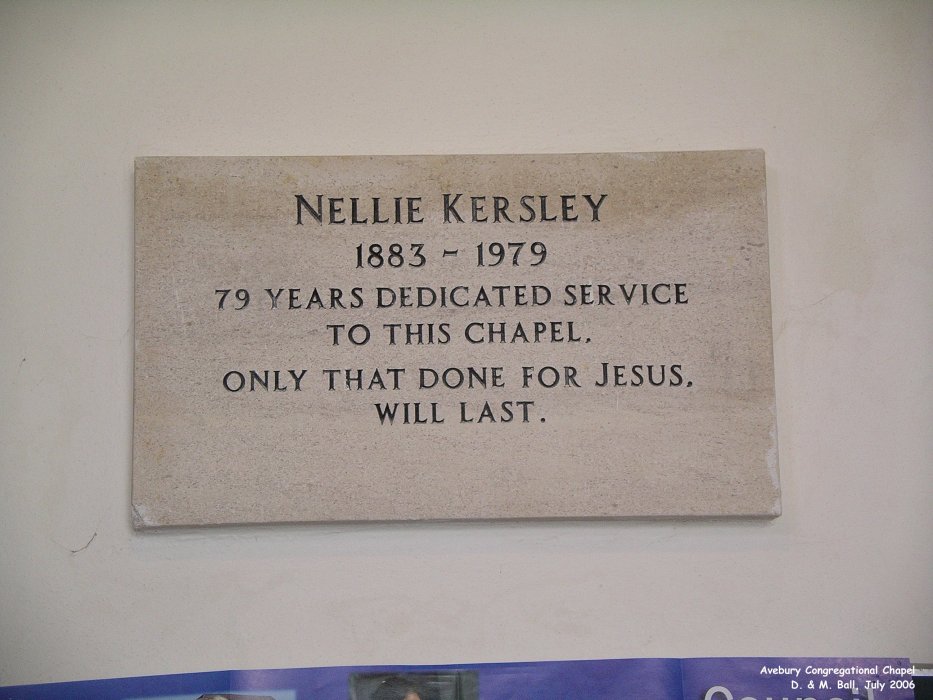 NELLIE KERSLEY
1883 - 1979
79 YEARS DEDICATED SERVICE
TO THIS CHAPEL.
ONLY THAT DONE FOR JESUS.
WILL LAST.
Avebury Congregational Chapel
D. & M. Ball, July 2006